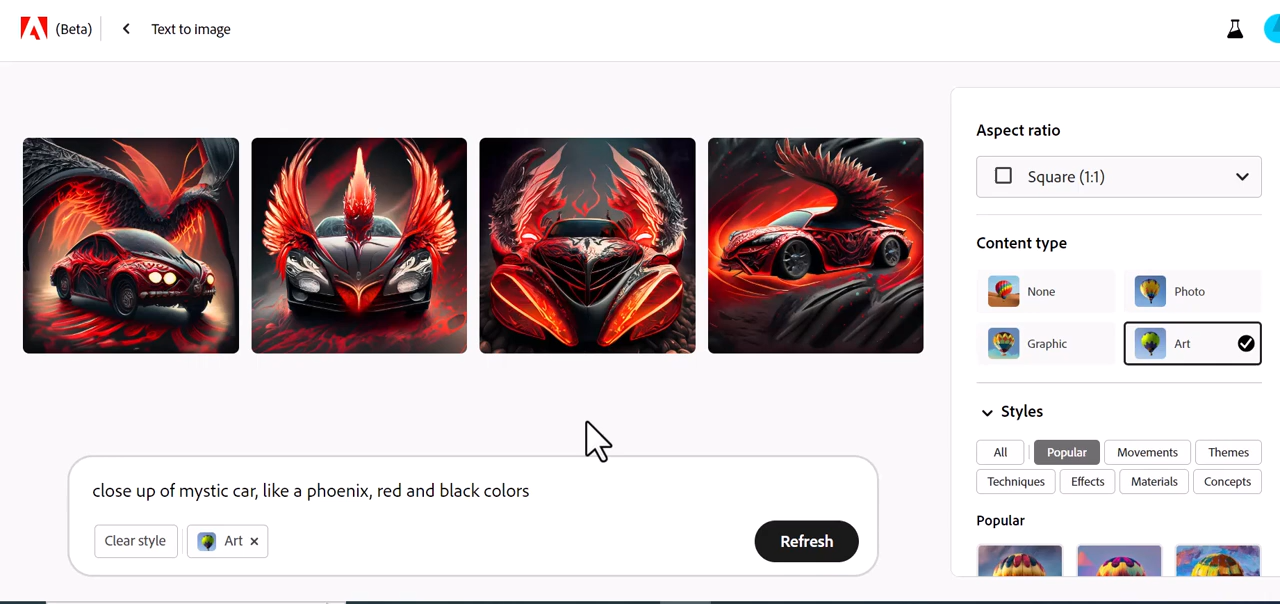 (Beta)
Text to image
Aspect ratio
Square (1:1)
Content type
None
Photo
Graphic
Art
Styles
All
Popular
Movements
Themes
Techniques
Effects
Materials
Concepts
Popular
close up of mystic car, like a phoenix, red and black colors
Clear style
Art
Refresh